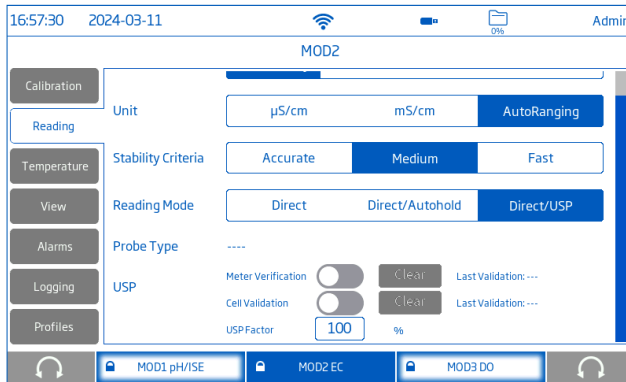 16:57:30 2024-03-11 0% Admin
MOD2
Calibration
Reading
Temperature
View
Alarms
Logging
Profiles
Unit µS/cm mS/cm AutoRanging
Stability Criteria Accurate Medium Fast
Reading Mode Direct Direct/Autohold Direct/USP
Probe Type ----
USP
Meter Verification Clear Last Validation: ---
Cell Validation Clear Last Validation: ---
USP Factor 100 %
MOD1 pH/ISE MOD2 EC MOD3 DO